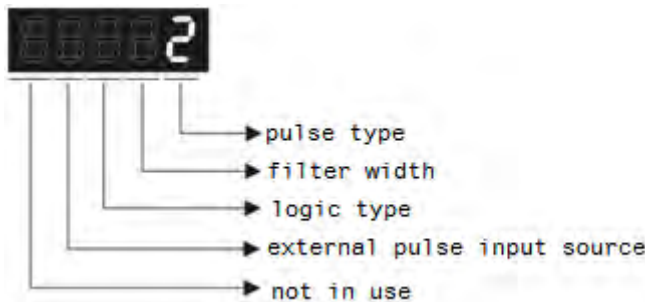 2
pulse type
filter width
logic type
external pulse input source
not in use